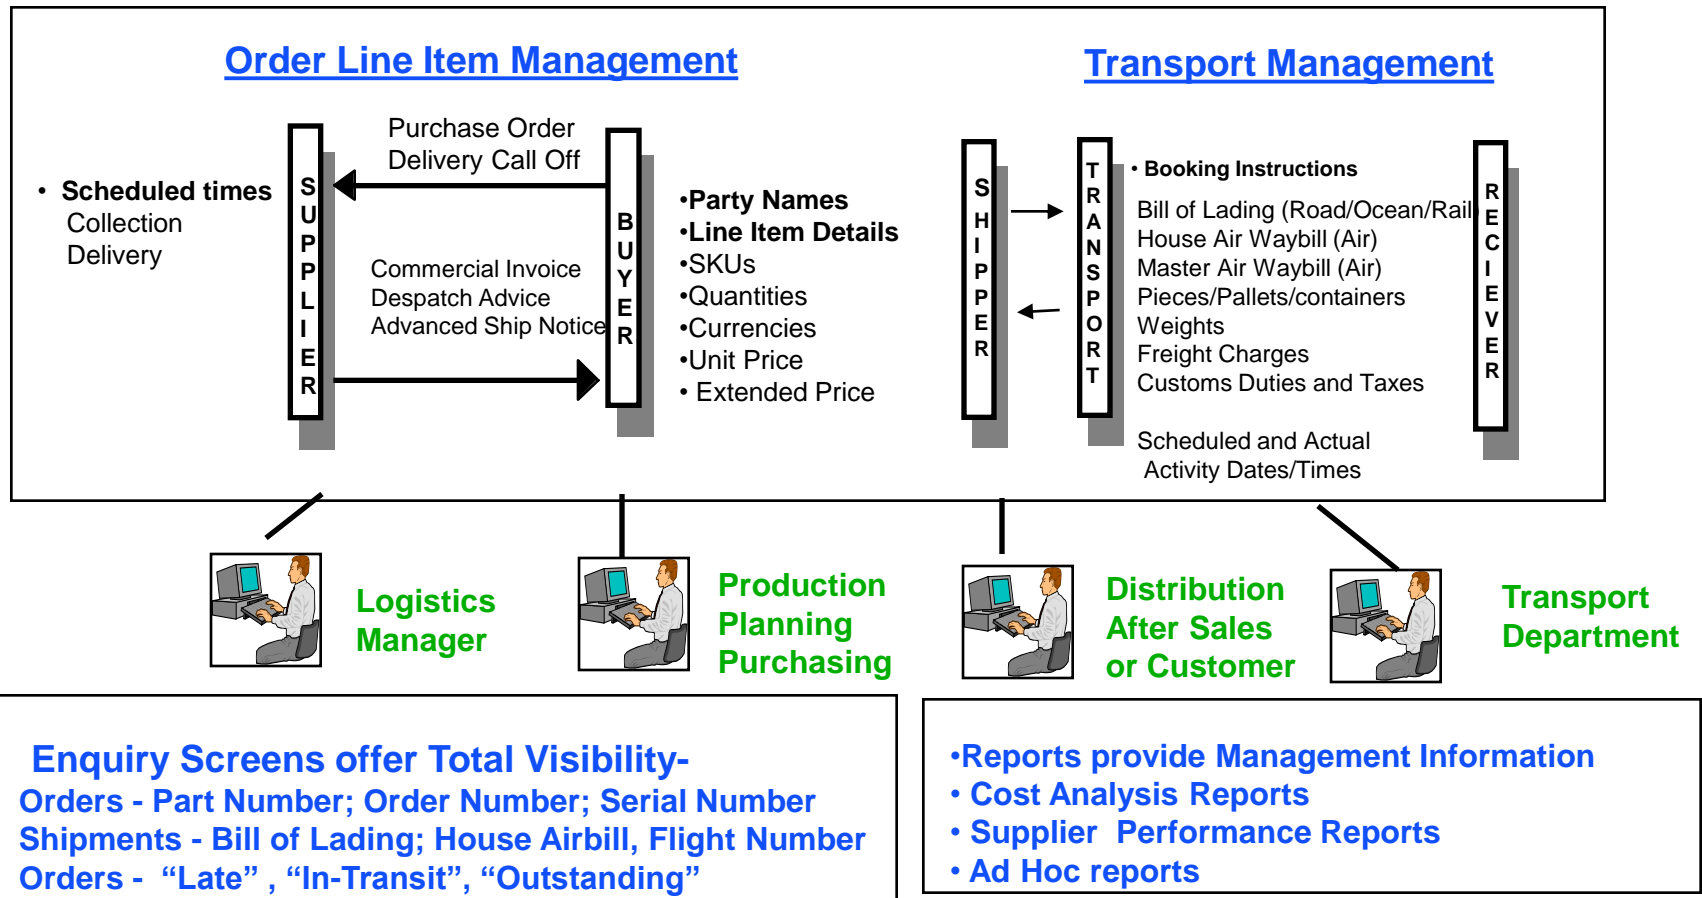 Order Line Item Management
Transport Management
• Scheduled times
Collection
Delivery
SUPPLIER
Purchase Order
Delivery Call Off
Commercial Invoice
Despatch Advice
Advanced Ship Notice
BUYER
•Party Names
•Line Item Details
•SKUs
•Quantities
•Currencies
•Unit Price
• Extended Price
SHIPPER
TRANSPORT
• Booking Instructions
Bill of Lading (Road/Ocean/Rail)
House Air Waybill (Air)
Master Air Waybill (Air)
Pieces/Pallets/containers
Weights
Freight Charges
Customs Duties and Taxes
Scheduled and Actual
Activity Dates/Times
RECIEVER
Logistics
Manager
Production
Planning
Purchasing
Distribution
After Sales
or Customer
Transport
Department
Enquiry Screens offer Total Visibility-
Orders - Part Number; Order Number; Serial Number
Shipments - Bill of Lading; House Airbill, Flight Number
Orders - “Late” , “In-Transit”, “Outstanding”
•Reports provide Management Information
• Cost Analysis Reports
• Supplier Performance Reports
• Ad Hoc reports